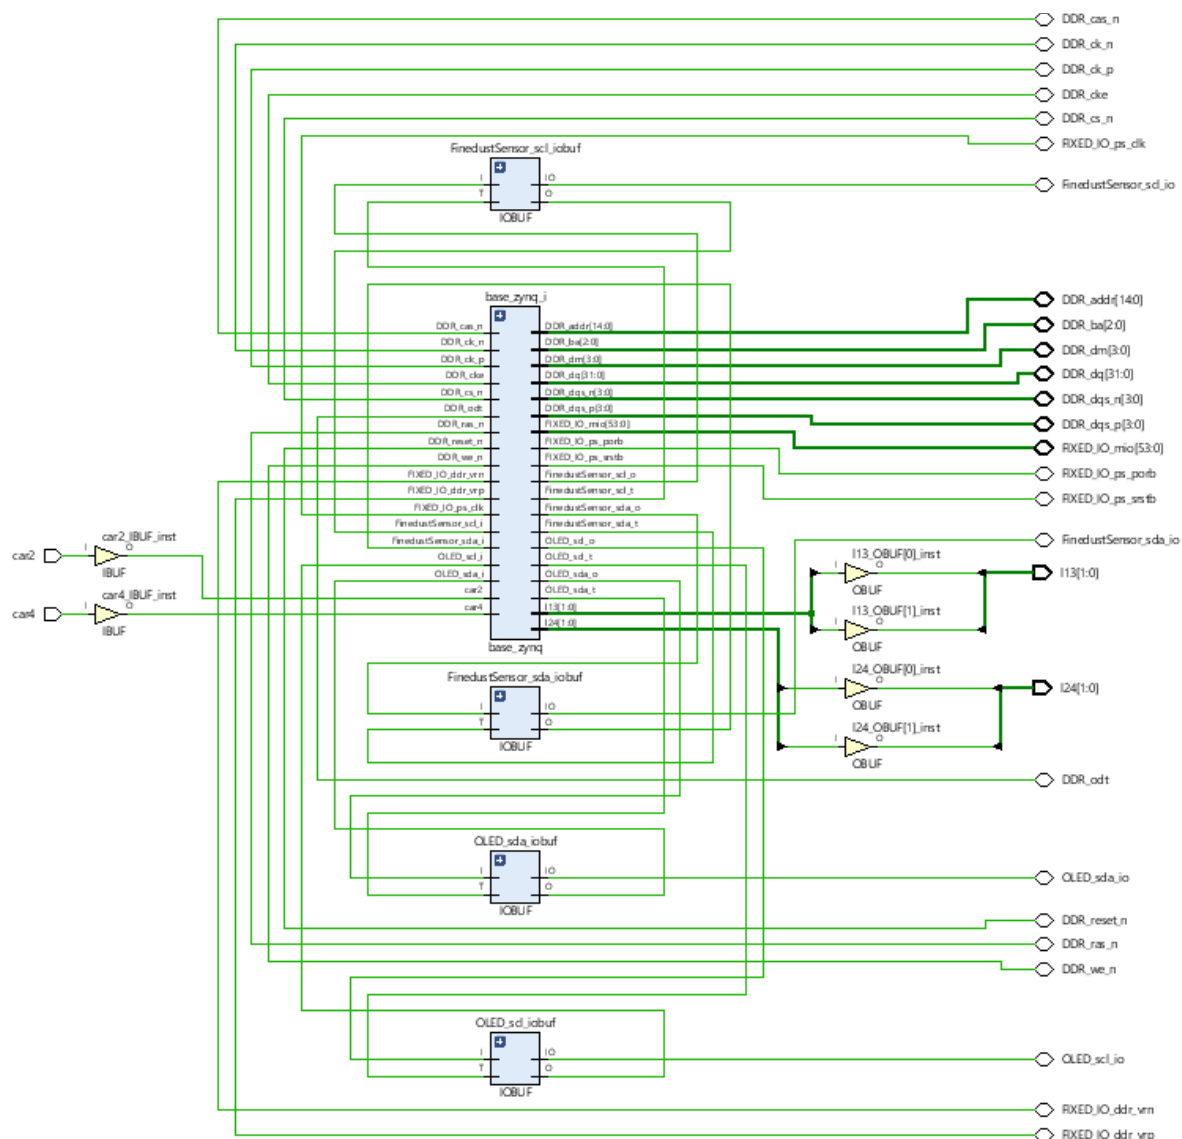 DDR_cas_n
DDR_ck_n
DDR_ck_p
DDR_cke
DDR_cs_n
FIXED_IO_ps_clk
FinedustSensor_scl_iobuf
I
T
IO
O
IOBUF
FinedustSensor_scl_io
base_zynq_i
DDR_cas_n
DDR_ck_n
DDR_ck_p
DDR_cke
DDR_cs_n
DDR_odt
DDR_ras_n
DDR_reset_n
DDR_we_n
FIXED_IO_ddr_vrn
FIXED_IO_ddr_vrp
FIXED_IO_ps_clk
FinedustSensor_scl_i
FinedustSensor_sda_i
OLED_scl_i
OLED_sda_i
car2
car4
DDR_addr[14:0]
DDR_ba[2:0]
DDR_dm[3:0]
DDR_dq[31:0]
DDR_dqs_n[3:0]
DDR_dqs_p[3:0]
FIXED_IO_mio[53:0]
FIXED_IO_ps_porb
FIXED_IO_ps_srstb
FinedustSensor_scl_o
FinedustSensor_scl_t
FinedustSensor_sda_o
FinedustSensor_sda_t
OLED_scl_o
OLED_scl_t
OLED_sda_o
OLED_sda_t
I13[1:0]
I24[1:0]
base_zynq
DDR_addr[14:0]
DDR_ba[2:0]
DDR_dm[3:0]
DDR_dq[31:0]
DDR_dqs_n[3:0]
DDR_dqs_p[3:0]
FIXED_IO_mio[53:0]
FIXED_IO_ps_porb
FIXED_IO_ps_srstb
FinedustSensor_sda_io
car2
car2_IBUF_inst
I
O
IBUF
car4
car4_IBUF_inst
I
O
IBUF
I13_OBUF[0]_inst
I
O
OBUF
I13[1:0]
I13_OBUF[1]_inst
I
O
OBUF
I24_OBUF[0]_inst
I
O
OBUF
I24[1:0]
I24_OBUF[1]_inst
I
O
OBUF
FinedustSensor_sda_iobuf
I
T
IO
O
IOBUF
DDR_odt
OLED_sda_iobuf
I
T
IO
O
IOBUF
OLED_sda_io
DDR_reset_n
DDR_ras_n
DDR_we_n
OLED_scl_iobuf
I
T
IO
O
IOBUF
OLED_scl_io
FIXED_IO_ddr_vrn
FIXED_IO_ddr_vrp